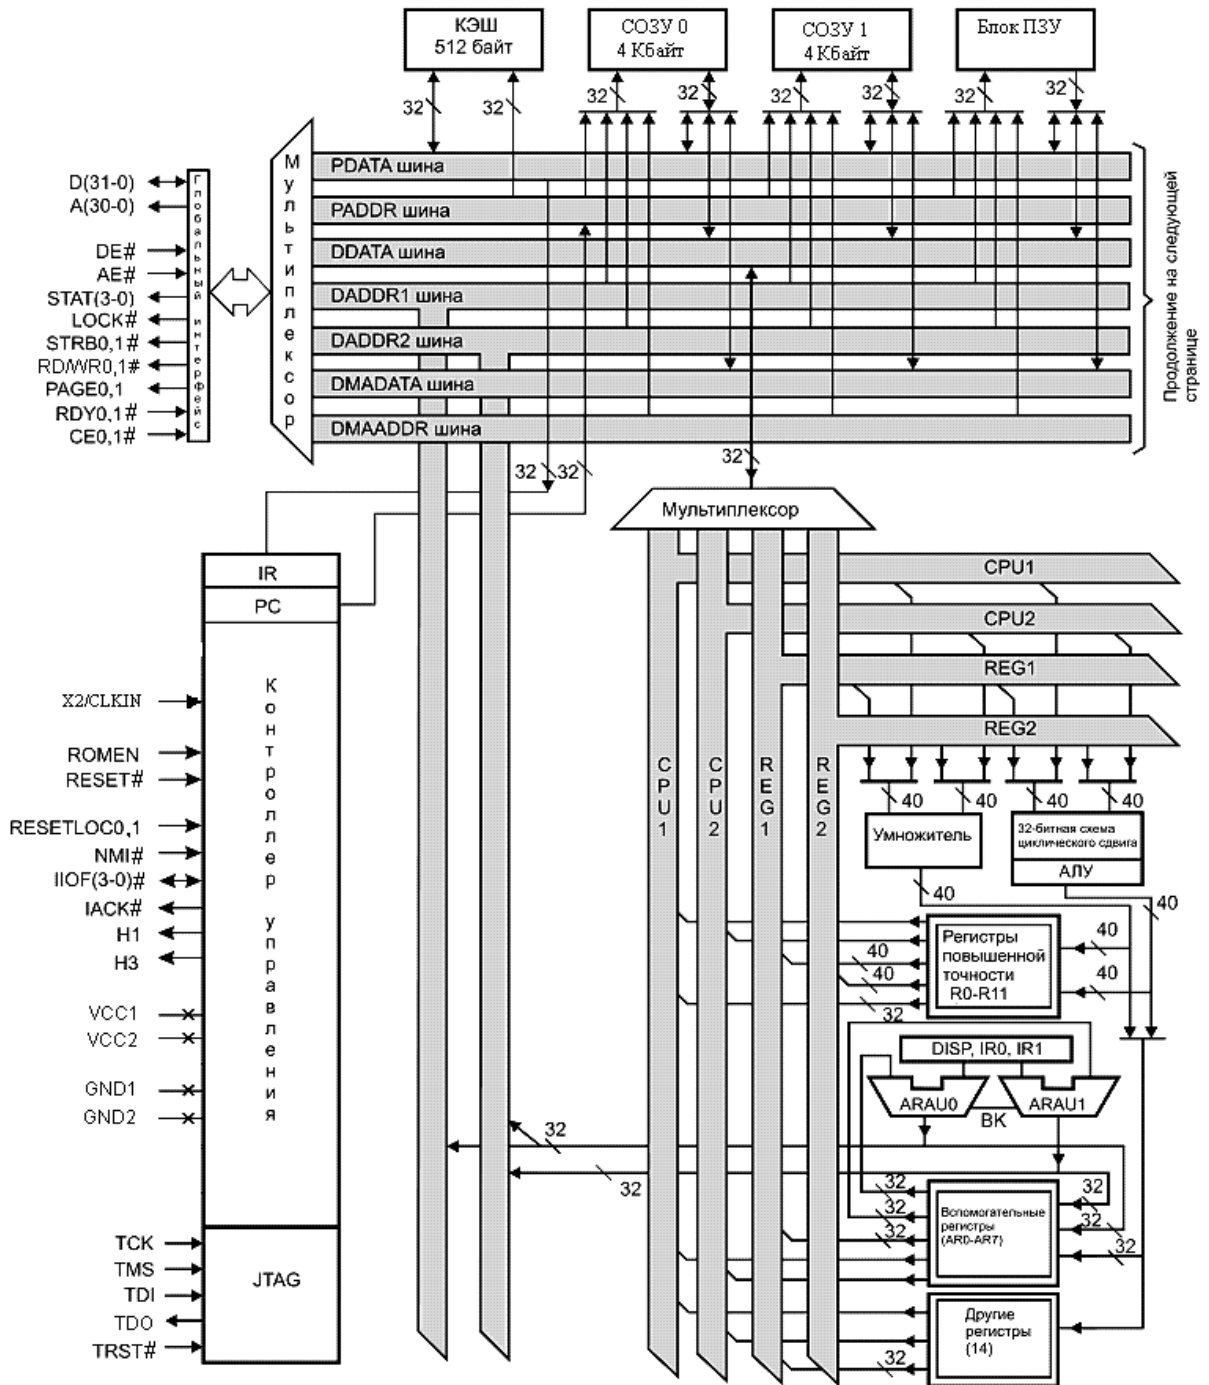 КЭШ
512 байт
СОЗУ 0
4 Кбайт
СОЗУ 1
4 Кбайт
Блок ПЗУ
32
32
32
32
32
32
32
32
Мультиплексор
Глобальный интерфейс
D(31-0)
A(30-0)
DE#
AE#
STAT(3-0)
LOCK#
STRB0,1#
RD/WR0,1#
PAGE0,1
RDY0,1#
CE0,1#
PDATA шина
PADDR шина
DDATA шина
DADDR1 шина
DADDR2 шина
DMADATA шина
DMAADDR шина
Продолжение на следующей
странице
32
32
32
Мультиплексор
IR
PC
Контроллер управления
X2/CLKIN
ROMEN
RESET#
RESETLOC0,1
NMI#
IIOF(3-0)#
IACK#
H1
H3
VCC1
VCC2
GND1
GND2
TCK
TMS
TDI
TDO
TRST#
JTAG
CPU1
CPU2
REG1
REG2
CPU1
CPU2
REG1
REG2
40
40
40
40
Умножитель
32-битная схема
циклического сдвига
АЛУ
40
40
Регистры
повышенной
точности
R0-R11
40
40
40
40
32
DISP, IR0, IR1
ARAU0
ARAU1
BK
32
32
Вспомогательные
регистры
(AR0-AR7)
32
32
32
32
32
32
Другие
регистры
(14)
32